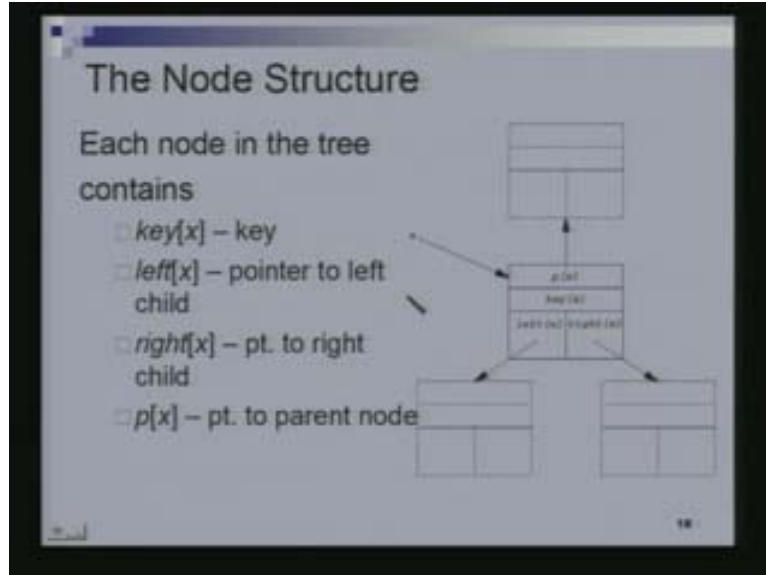 The Node Structure
Each node in the tree
contains
key[x] – key
left[x] – pointer to left
child
right[x] – pt. to right
child
p[x] – pt. to parent node
p[x]
key[x]
left[x] right[x]
18